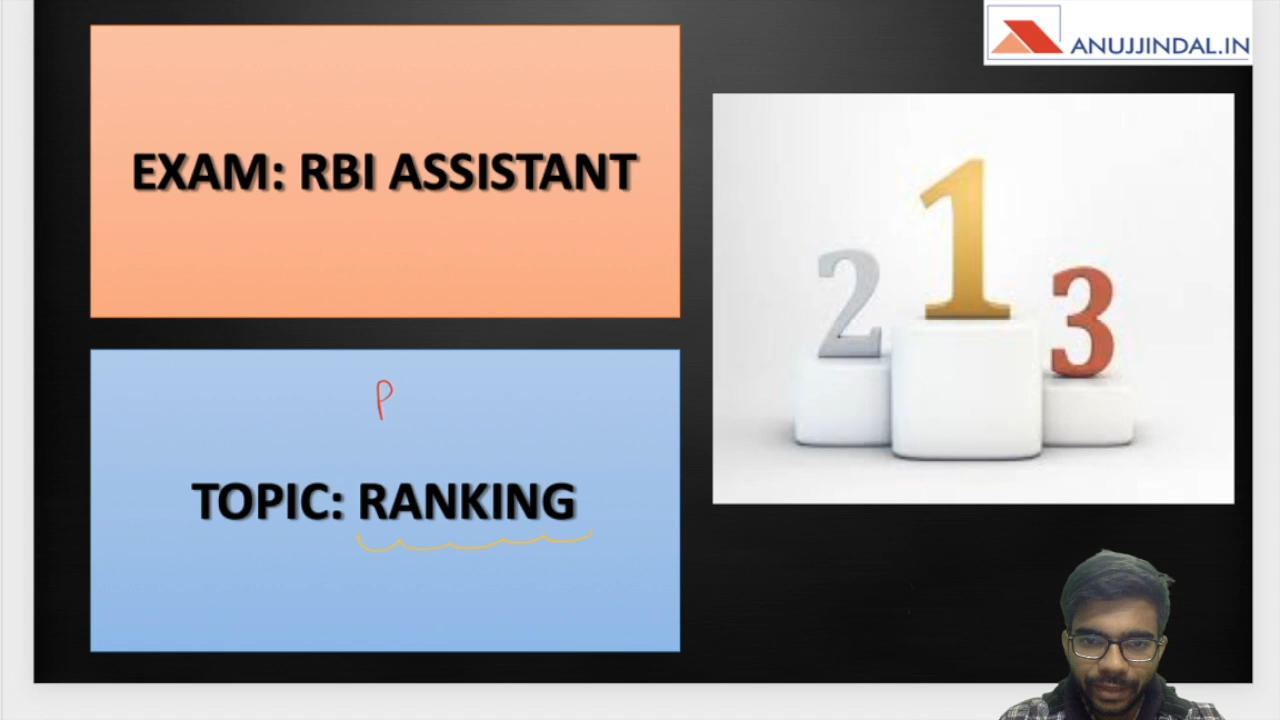 ANUJJINDAL.IN
EXAM: RBI ASSISTANT
2 1 3
P
TOPIC: RANKING